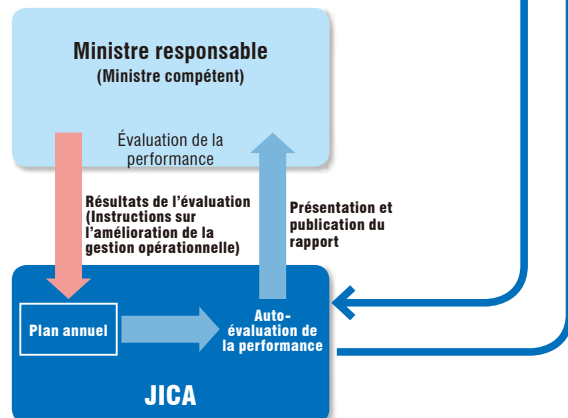 Ministre responsable
(Ministre compétent)
Évaluation de la
performance
Résultats de l'évaluation
(Instructions sur
l'amélioration de la
gestion opérationnelle)
Présentation et
publication du
rapport
Plan annuel
Auto-
évaluation de
la performance
JICA